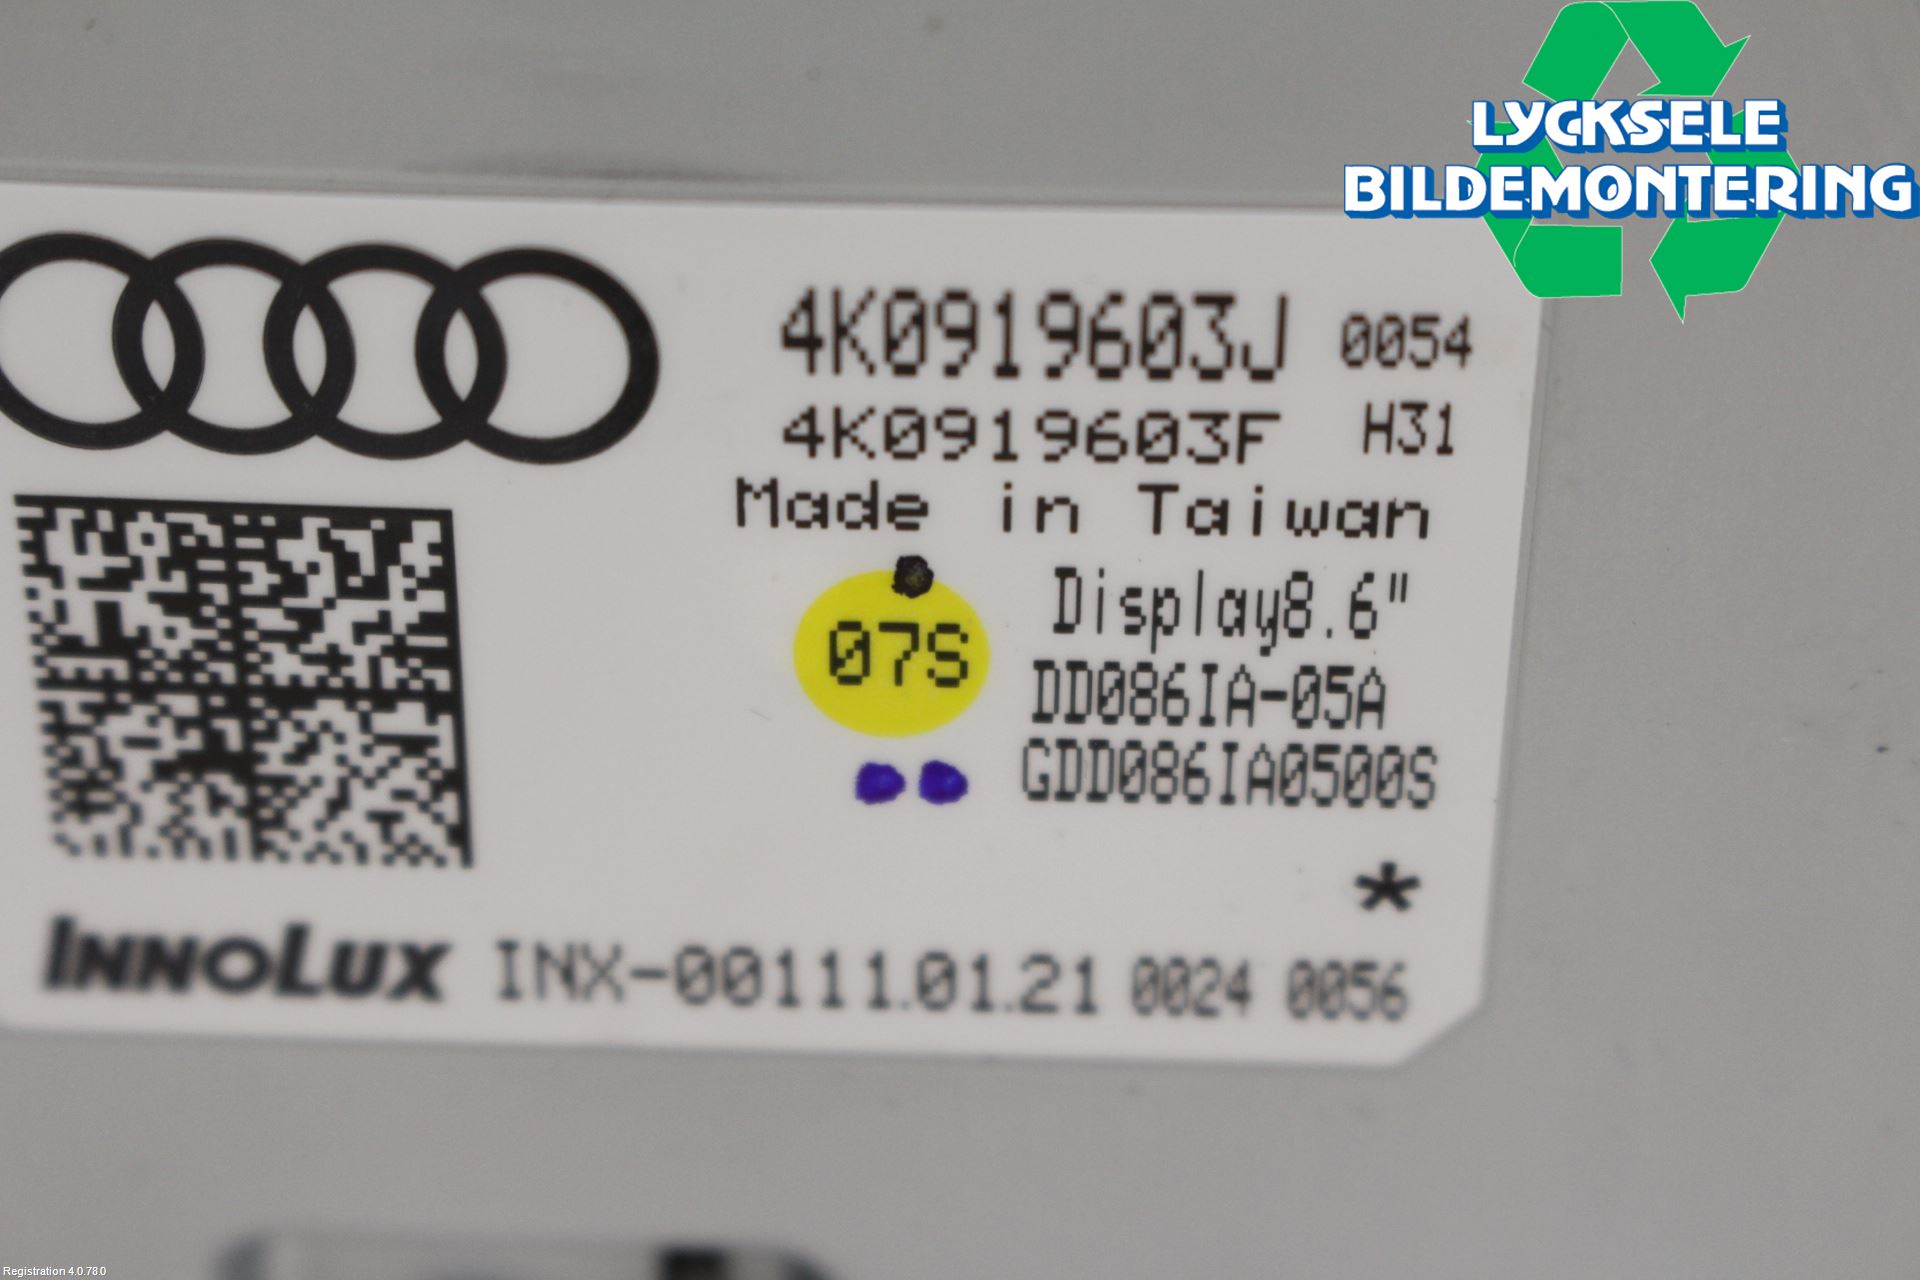 LYCKSELE
BILDEMONTERING
4K0919603J 0054
4K0919603F H31
Made in Taiwan
07S
Display8.6"
DD086IA-05A
GDD086IA0500S
*
INNOLUX INX-00111.01.21 0024 0056
Registration 4.0.78.0